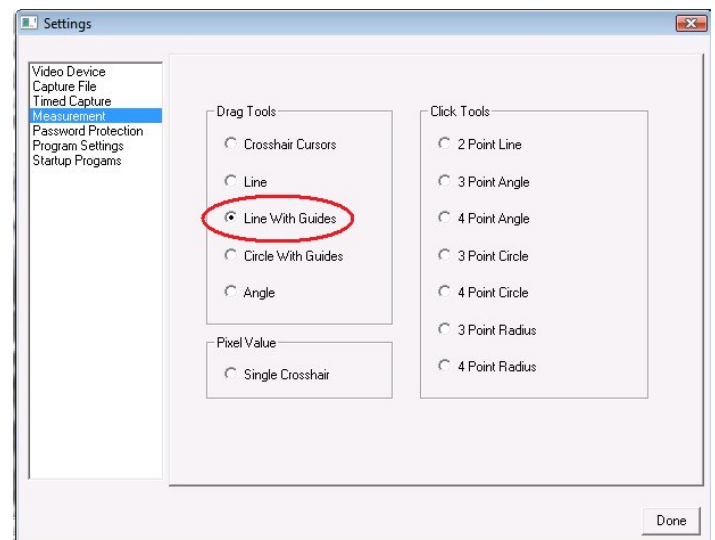 Settings
Video Device
Capture File
Timed Capture
Measurement
Password Protection
Program Settings
Startup Progams
Drag Tools
Crosshair Cursors
Line
Line With Guides
Circle With Guides
Angle
Pixel Value
Single Crosshair
Click Tools
2 Point Line
3 Point Angle
4 Point Angle
3 Point Circle
4 Point Circle
3 Point Radius
4 Point Radius
Done